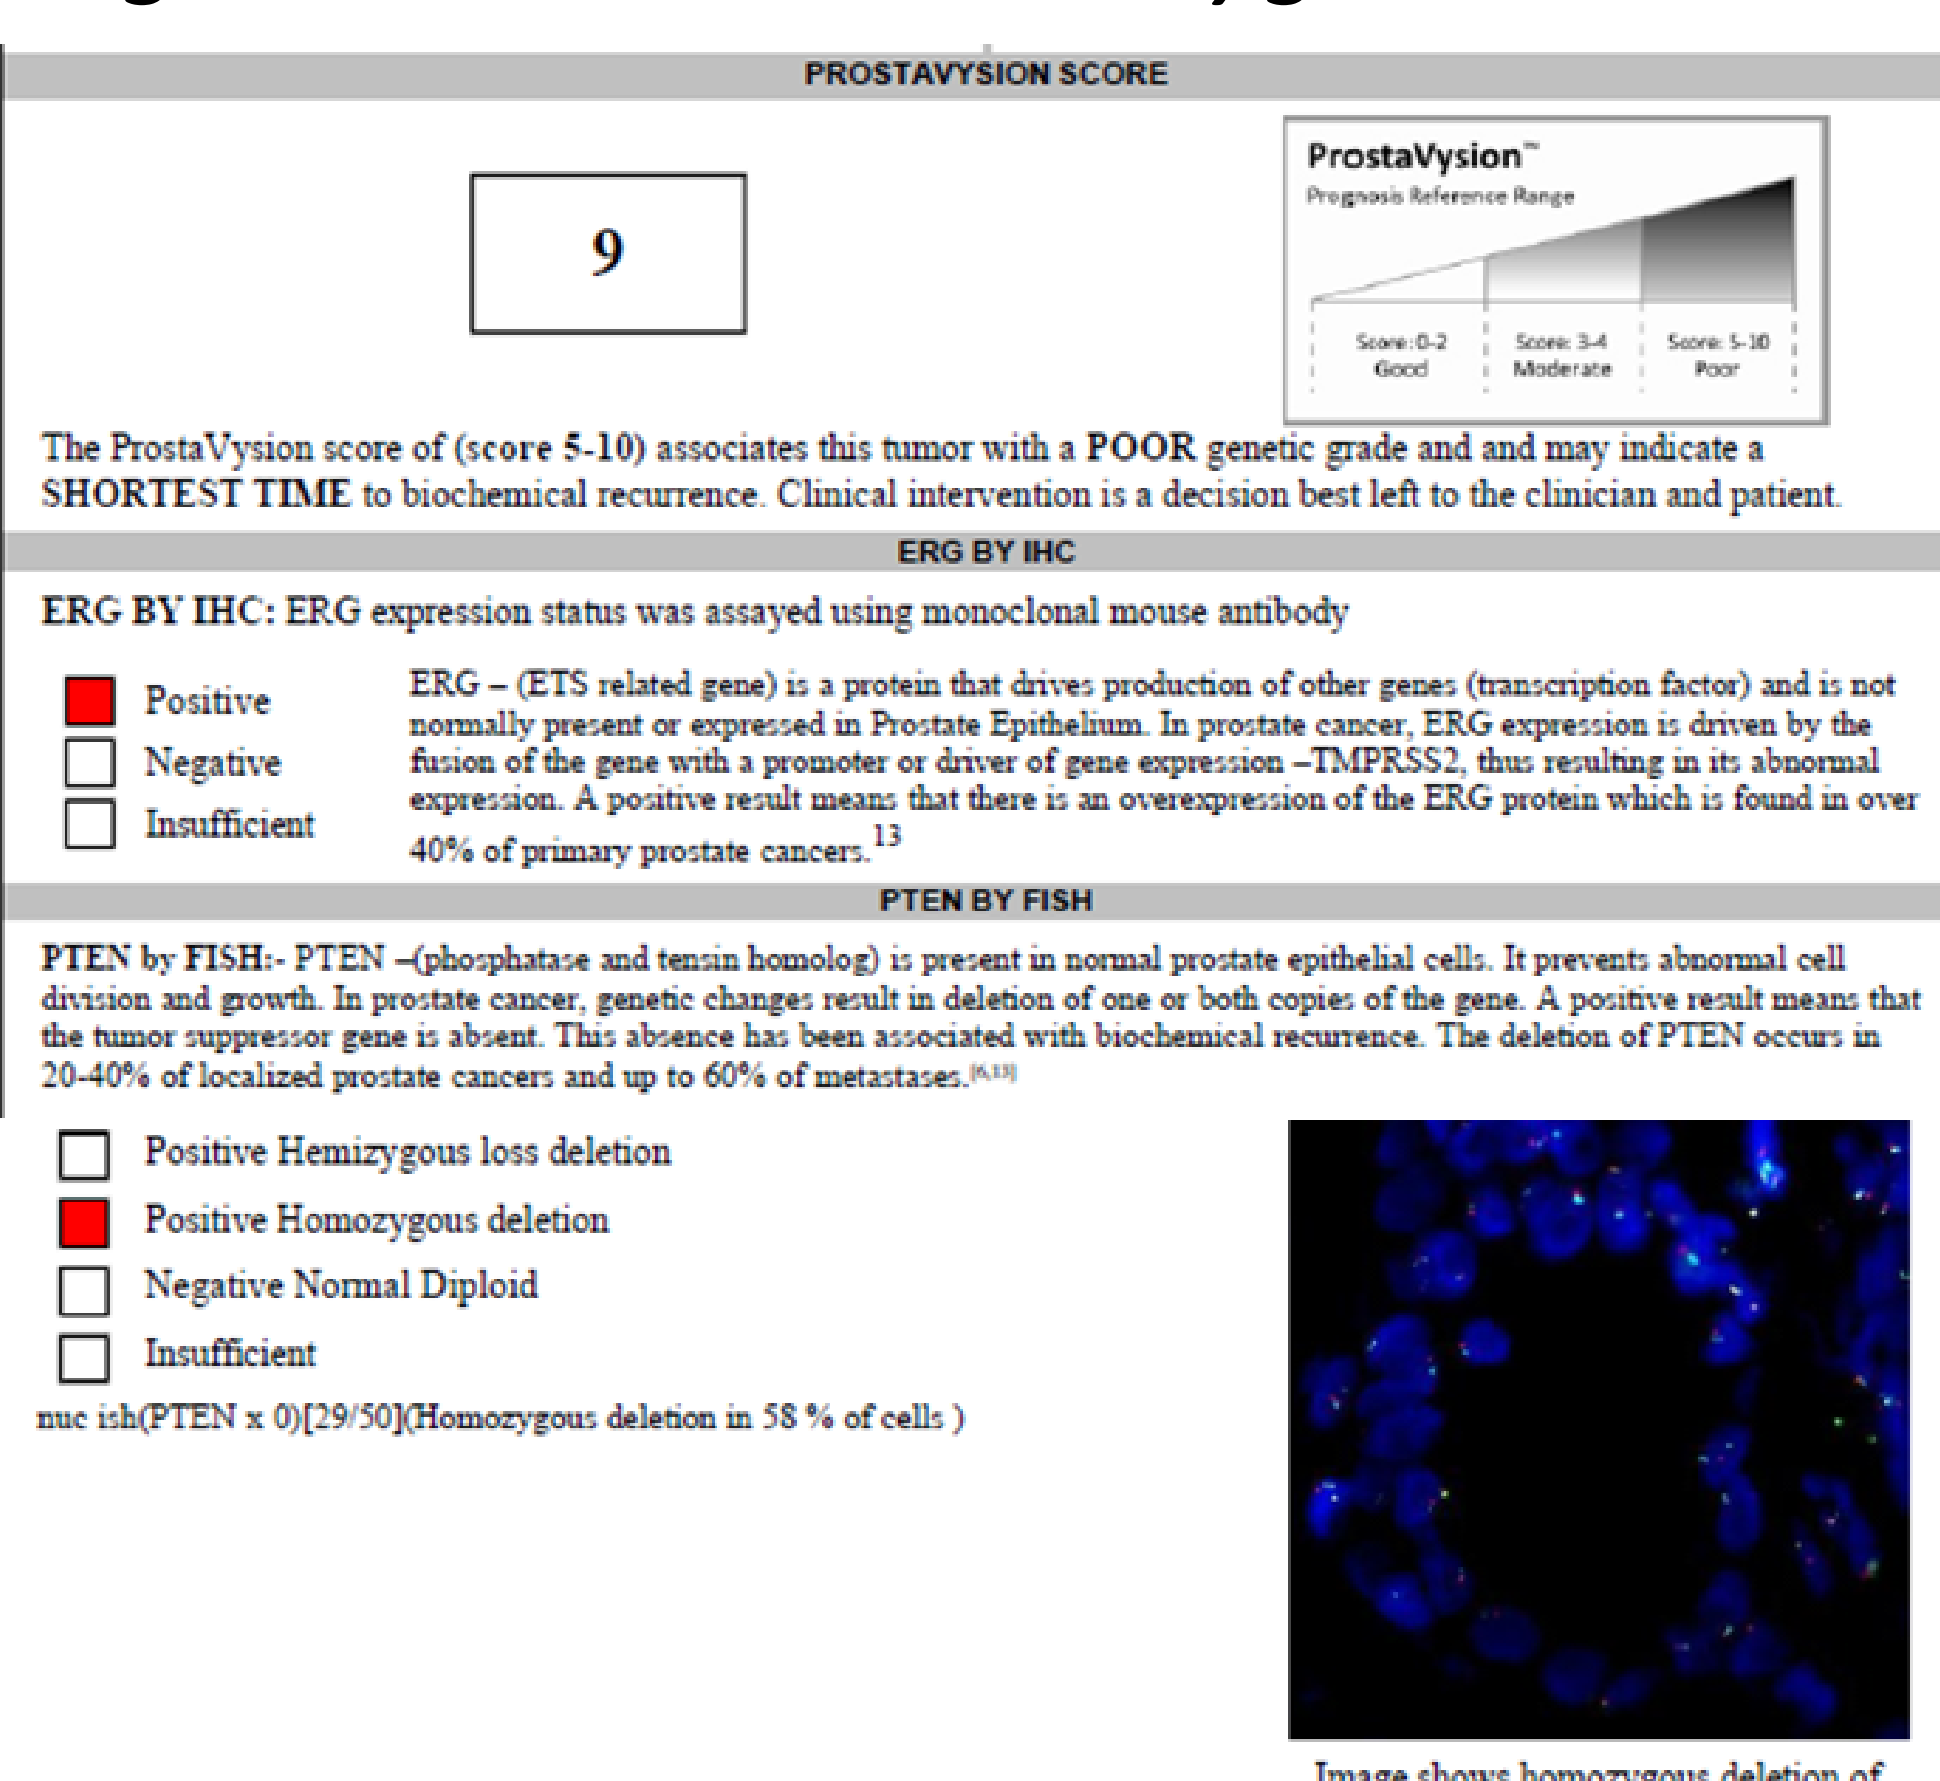 PROSTAVYSION SCORE
9
ProstaVysion™
Prognosis Reference Range
Score: 0-2
Good
Score: 3-4
Moderate
Score: 5-10
Poor
The ProstaVysion score of (score 5-10) associates this tumor with a POOR genetic grade and and may indicate a
SHORTEST TIME to biochemical recurrence. Clinical intervention is a decision best left to the clinician and patient.
ERG BY IHC
ERG BY IHC: ERG expression status was assayed using monoclonal mouse antibody
Positive
Negative
Insufficient
ERG – (ETS related gene) is a protein that drives production of other genes (transcription factor) and is not
normally present or expressed in Prostate Epithelium. In prostate cancer, ERG expression is driven by the
fusion of the gene with a promoter or driver of gene expression –TMPRSS2, thus resulting in its abnormal
expression. A positive result means that there is an overexpression of the ERG protein which is found in over
40% of primary prostate cancers.13
PTEN BY FISH
PTEN by FISH:- PTEN –(phosphatase and tensin homolog) is present in normal prostate epithelial cells. It prevents abnormal cell
division and growth. In prostate cancer, genetic changes result in deletion of one or both copies of the gene. A positive result means that
the tumor suppressor gene is absent. This absence has been associated with biochemical recurrence. The deletion of PTEN occurs in
20-40% of localized prostate cancers and up to 60% of metastases.[6,13]
Positive Hemizygous loss deletion
Positive Homozygous deletion
Negative Normal Diploid
Insufficient
nuc ish(PTEN x 0)[29/50](Homozygous deletion in 58 % of cells )
Image shows homozygous deletion of